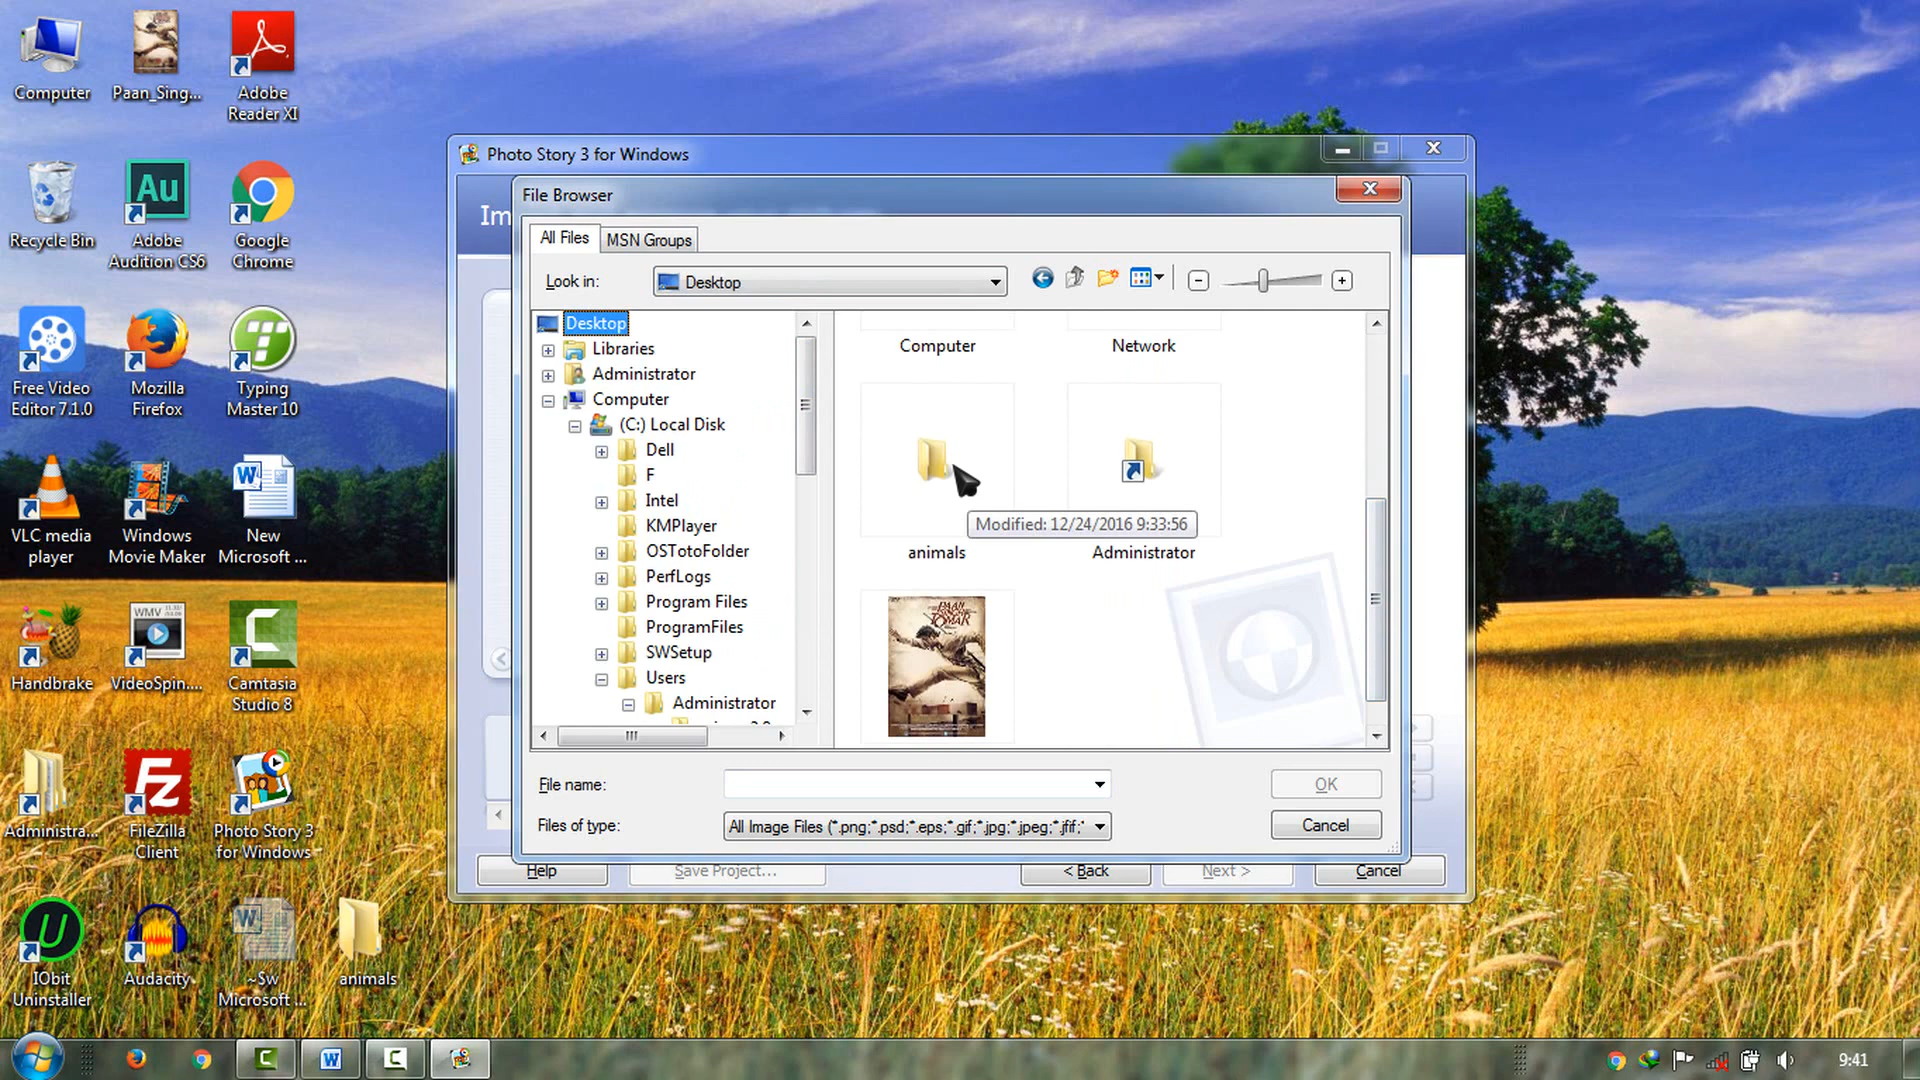 Computer
Paan_Sing...
Adobe
Reader XI
Recycle Bin
Adobe
Audition CS6
Google
Chrome
Free Video
Editor 7.1.0
Mozilla
Firefox
Typing
Master 10
VLC media
player
Windows
Movie Maker
New
Microsoft ...
Handbrake
VideoSpin....
Camtasia
Studio 8
Administra...
FileZilla
Client
Photo Story 3
for Windows
IObit
Uninstaller
Audacity
~$w
Microsoft ...
animals
Photo Story 3 for Windows
Im
File Browser
All Files
MSN Groups
Look in:
Desktop
Desktop
Libraries
Administrator
Computer
(C:) Local Disk
Dell
F
Intel
KMPlayer
OSTotoFolder
PerfLogs
Program Files
ProgramFiles
SWSetup
Users
Administrator
Computer
Network
animals
Administrator
Modified: 12/24/2016 9:33:56
PAAN
SINGH
TOMAR
File name:
OK
Files of type:
All Image Files (*.png;*.psd;*.eps;*.gif;*.jpg;*.jpeg;*.jfif;*
Cancel
Help
Save Project...
< Back
Next >
Cancel
9:41
Au
WMV
Fz